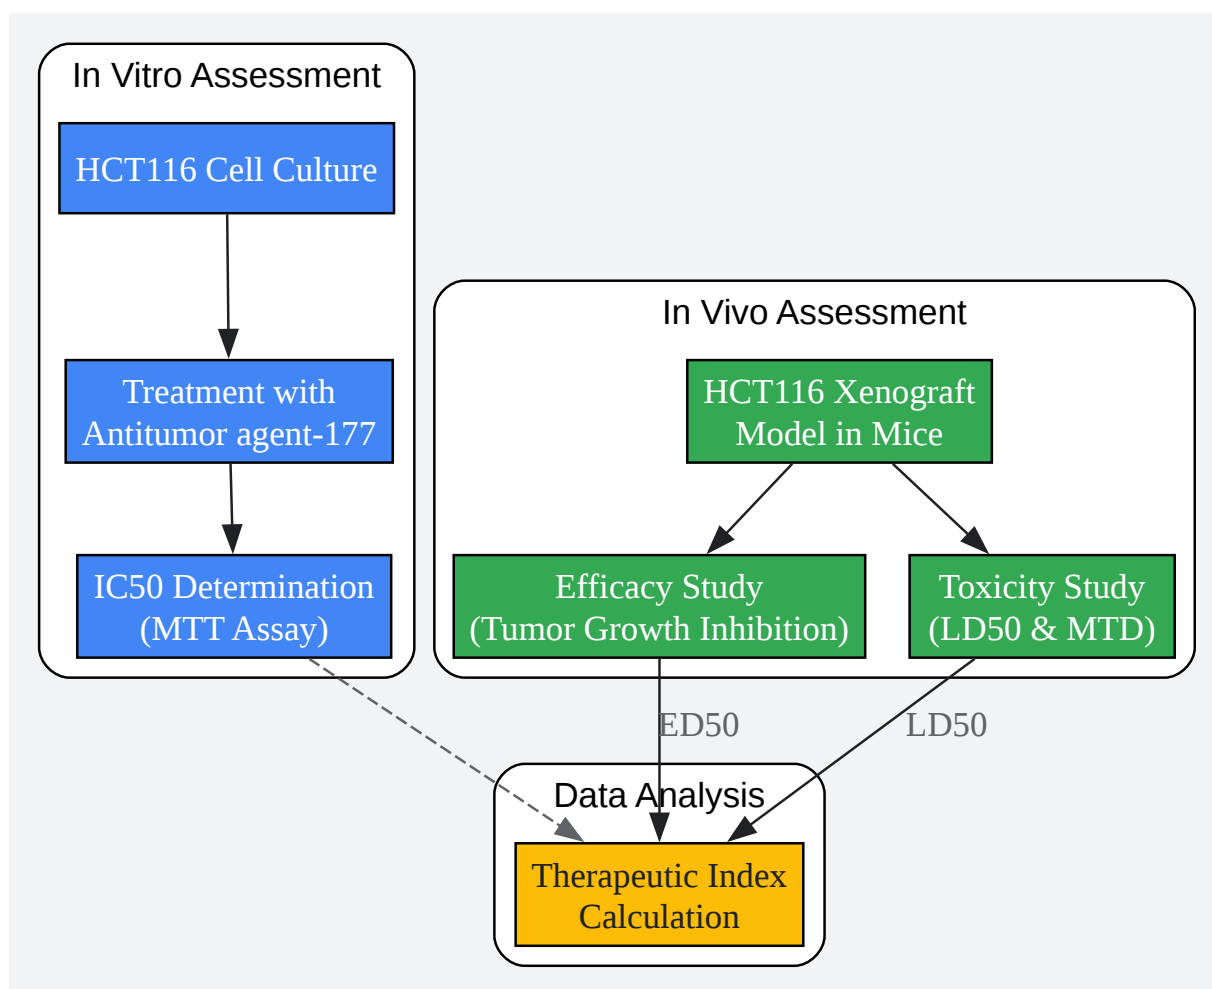 In Vitro Assessment
HCT116 Cell Culture
Treatment with
Antitumor agent-177
IC50 Determination
(MTT Assay)
In Vivo Assessment
HCT116 Xenograft
Model in Mice
Efficacy Study
(Tumor Growth Inhibition)
Toxicity Study
(LD50 & MTD)
ED50
LD50
Data Analysis
Therapeutic Index
Calculation